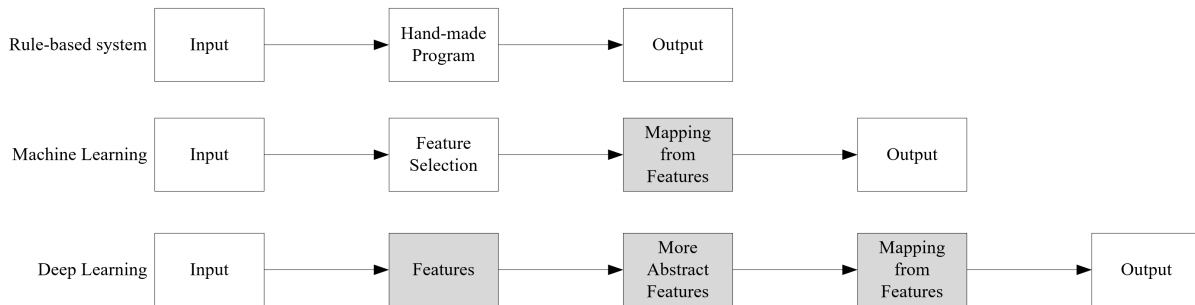 Rule-based system
Input
Hand-made
Program
Output
Machine Learning
Input
Feature
Selection
Mapping
from
Features
Output
Deep Learning
Input
Features
More
Abstract
Features
Mapping
from
Features
Output